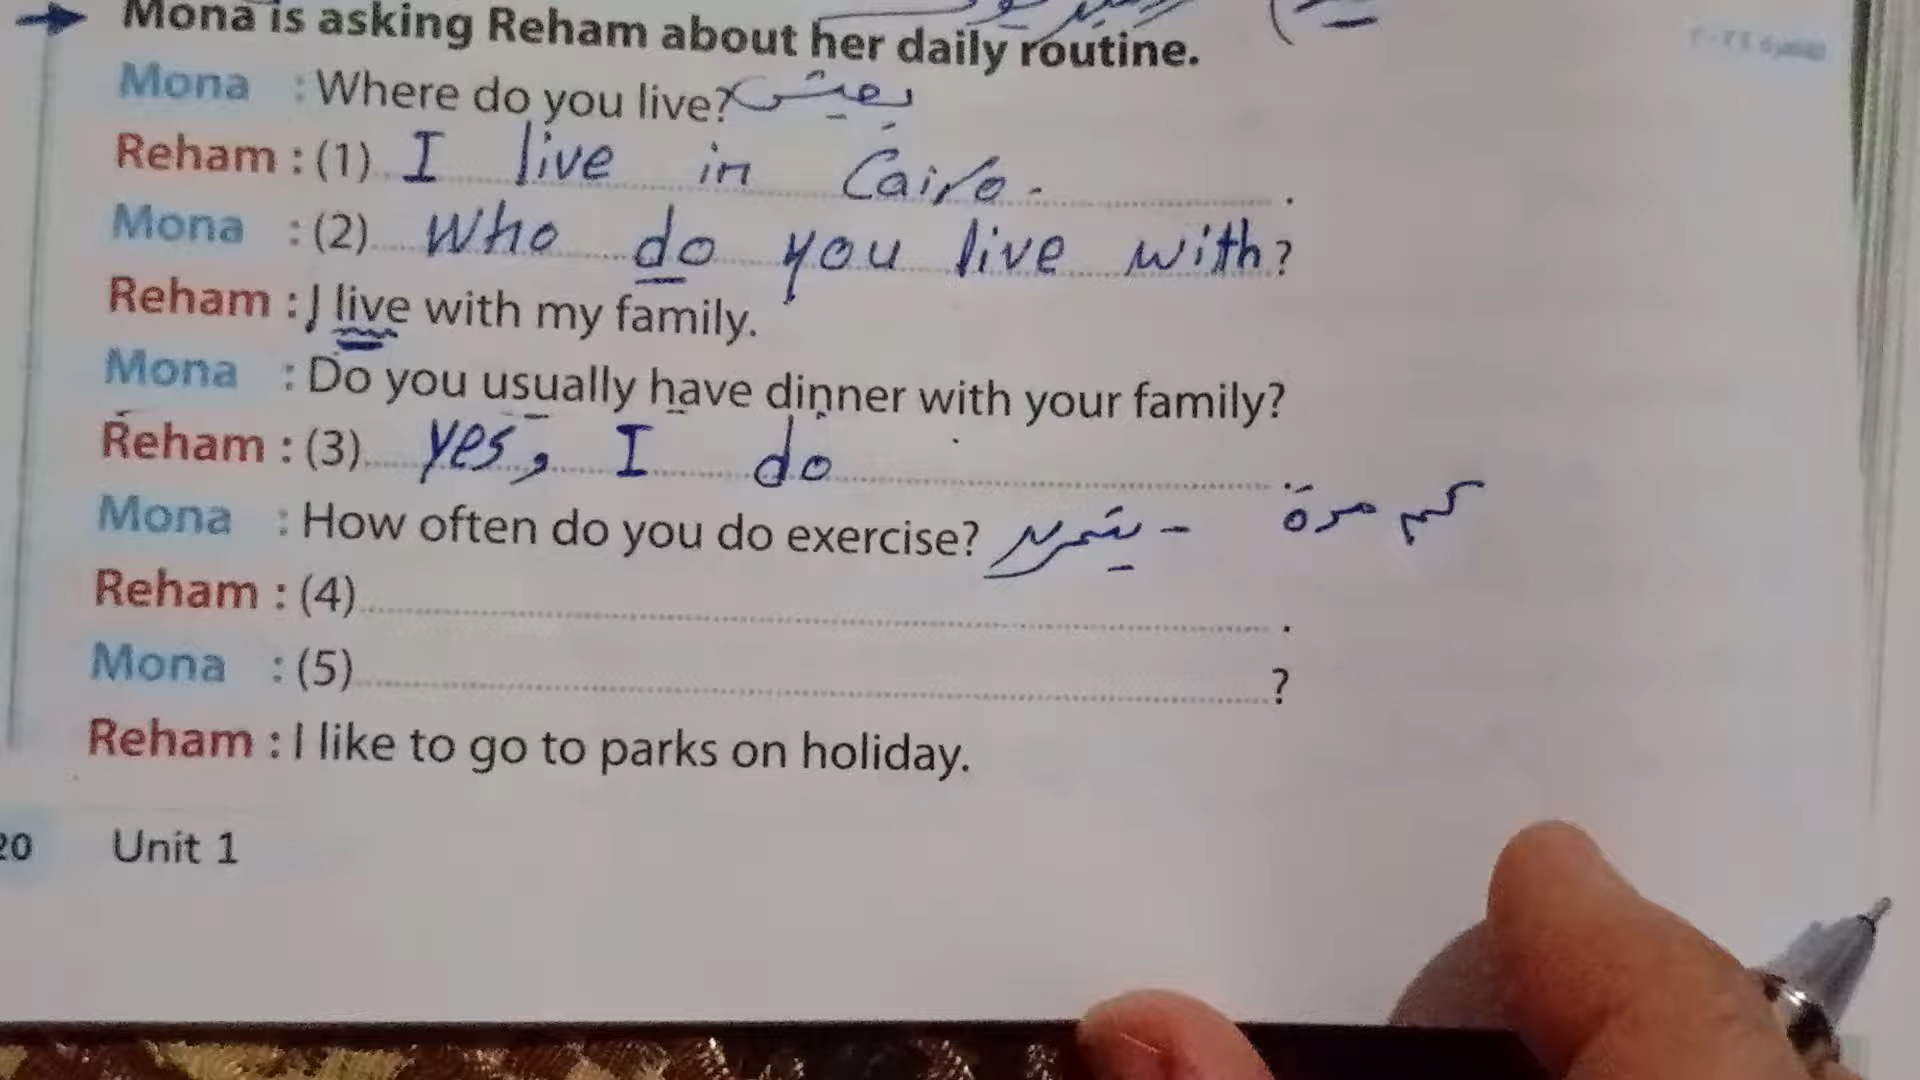 Mona is asking Reham about her daily routine.
Mona : Where do you live? يعيش
Reham : (1) I live in Cairo.
Mona : (2) Who do you live with?
Reham : I live with my family.
Mona : Do you usually have dinner with your family?
Reham : (3) yes, I do
Mona : How often do you do exercise? يتمرن - كم مرة
Reham : (4) .
Mona : (5) ?
Reham : I like to go to parks on holiday.
20 Unit 1